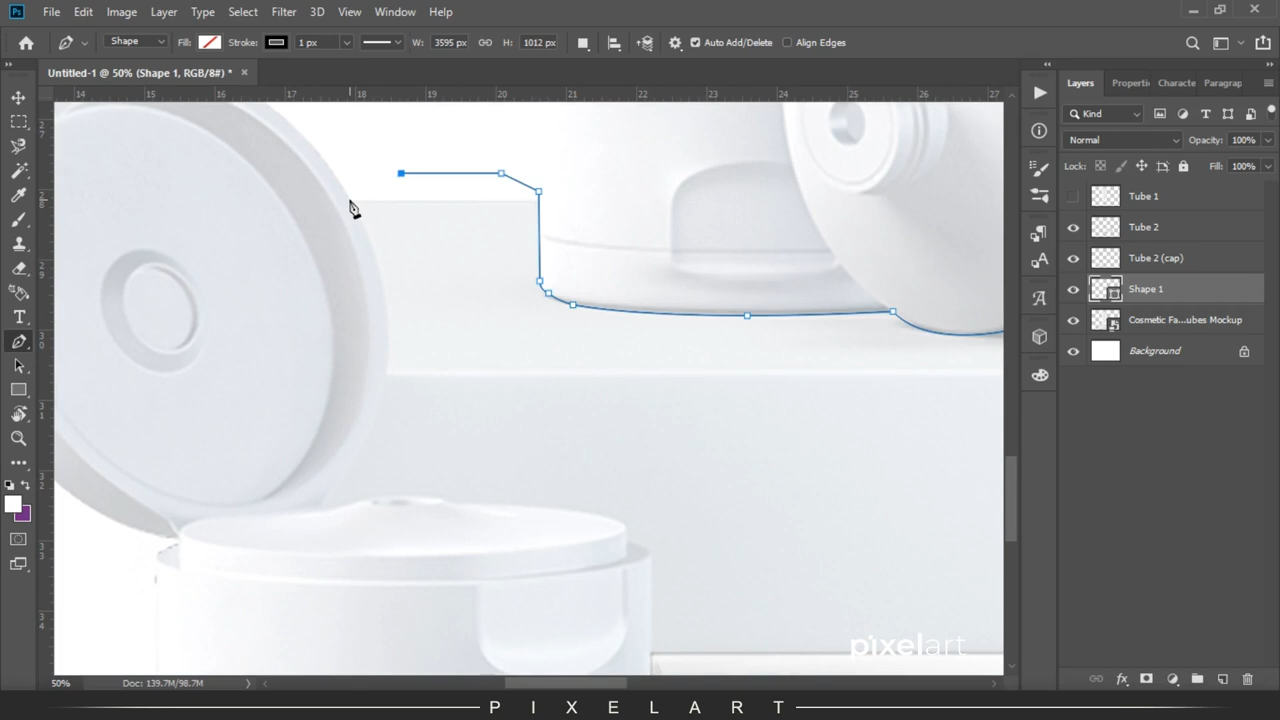 Ps File Edit Image Layer Type Select Filter 3D View Window Help
Shape Fill: Stroke: 1 px W: 3595 px H: 1012 px Auto Add/Delete Align Edges
Untitled-1 @ 50% (Shape 1, RGB/8#) * ×
14 15 16 17 18 19 20 21 22 23 24 25 26 27
Layers Properti Characte Paragrap
Kind
Normal Opacity: 100%
Lock: Fill: 100%
Tube 1
Tube 2
Tube 2 (cap)
Shape 1
Cosmetic Fa...ubes Mockup
Background
pixelart
50% Doc: 139.7M/98.7M
PIXELART